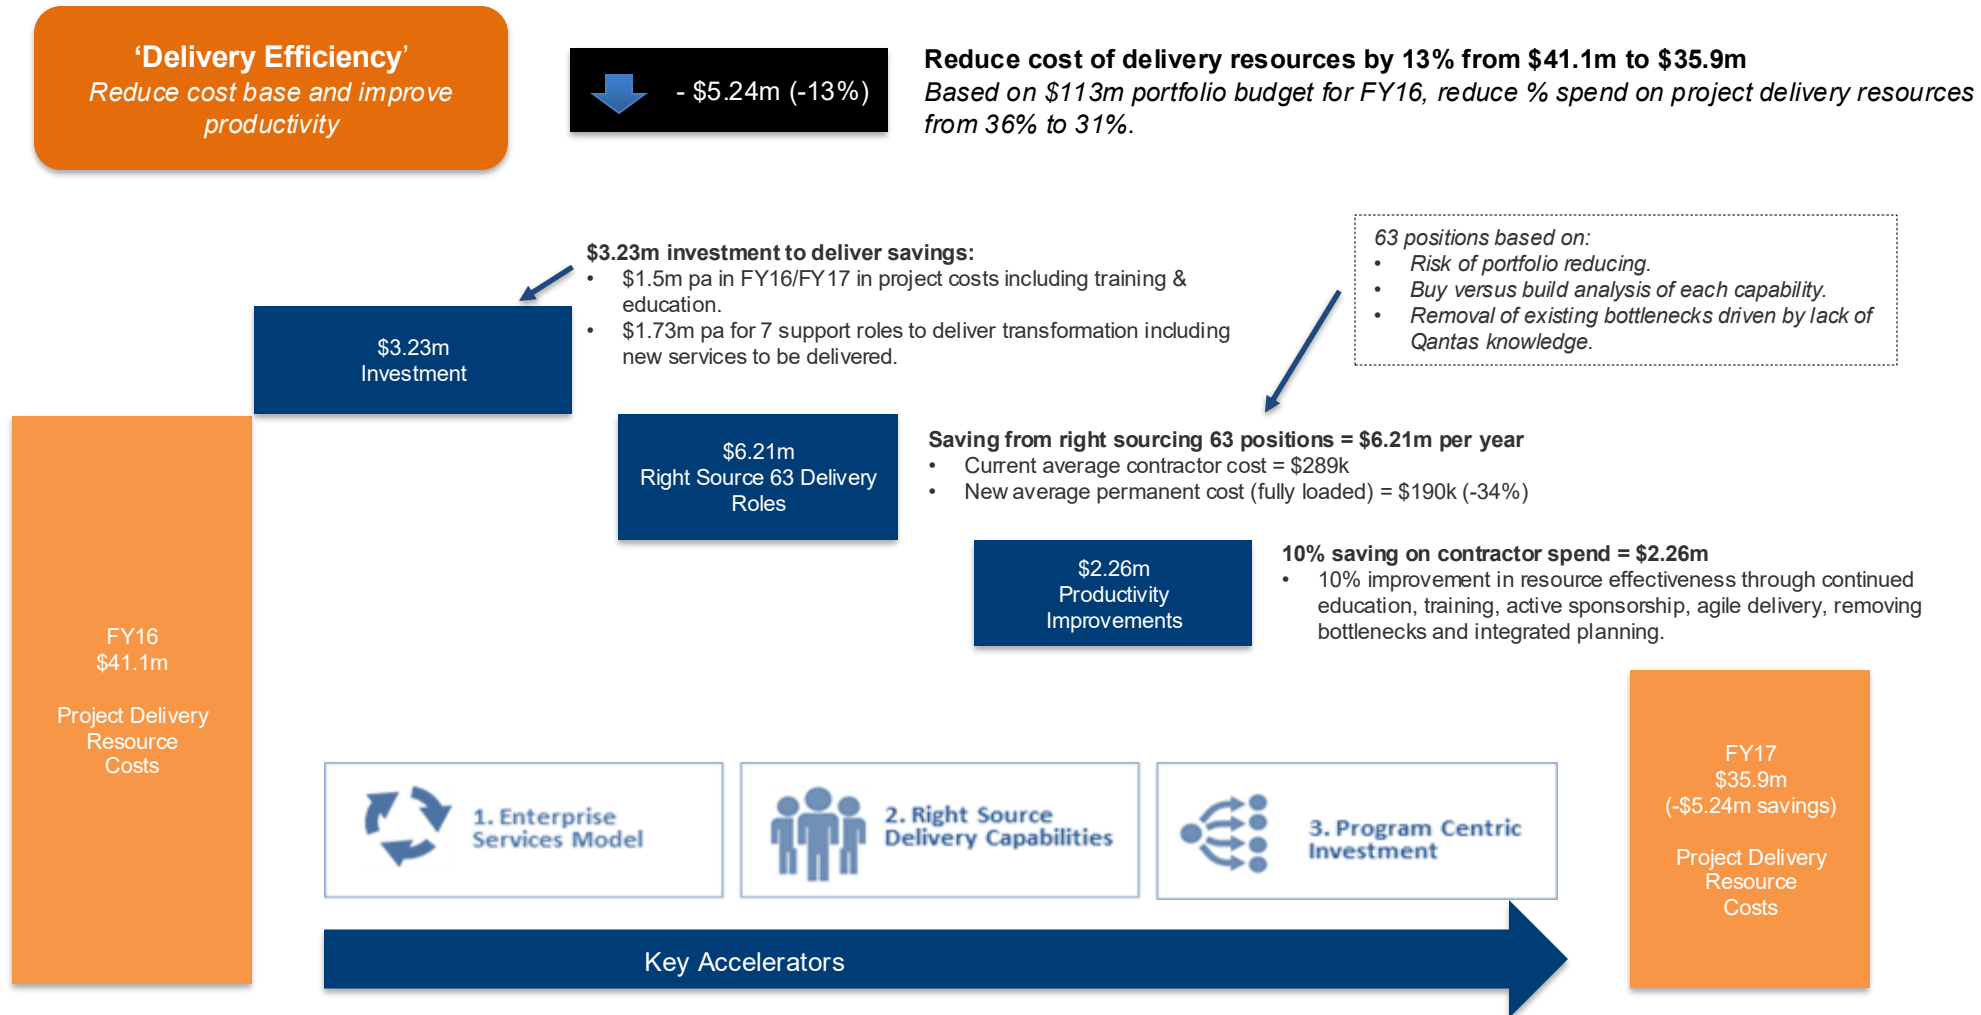 ‘Delivery Efficiency’
Reduce cost base and improve
productivity
- $5.24m (-13%)
Reduce cost of delivery resources by 13% from $41.1m to $35.9m
Based on $113m portfolio budget for FY16, reduce % spend on project delivery resources
from 36% to 31%.
$3.23m investment to deliver savings:
• $1.5m pa in FY16/FY17 in project costs including training &
education.
• $1.73m pa for 7 support roles to deliver transformation including
new services to be delivered.
63 positions based on:
• Risk of portfolio reducing.
• Buy versus build analysis of each capability.
• Removal of existing bottlenecks driven by lack of
Qantas knowledge.
$3.23m
Investment
$6.21m
Right Source 63 Delivery
Roles
Saving from right sourcing 63 positions = $6.21m per year
• Current average contractor cost = $289k
• New average permanent cost (fully loaded) = $190k (-34%)
$2.26m
Productivity
Improvements
10% saving on contractor spend = $2.26m
• 10% improvement in resource effectiveness through continued
education, training, active sponsorship, agile delivery, removing
bottlenecks and integrated planning.
FY16
$41.1m
Project Delivery
Resource
Costs
1. Enterprise
Services Model
2. Right Source
Delivery Capabilities
3. Program Centric
Investment
Key Accelerators
FY17
$35.9m
(-$5.24m savings)
Project Delivery
Resource
Costs